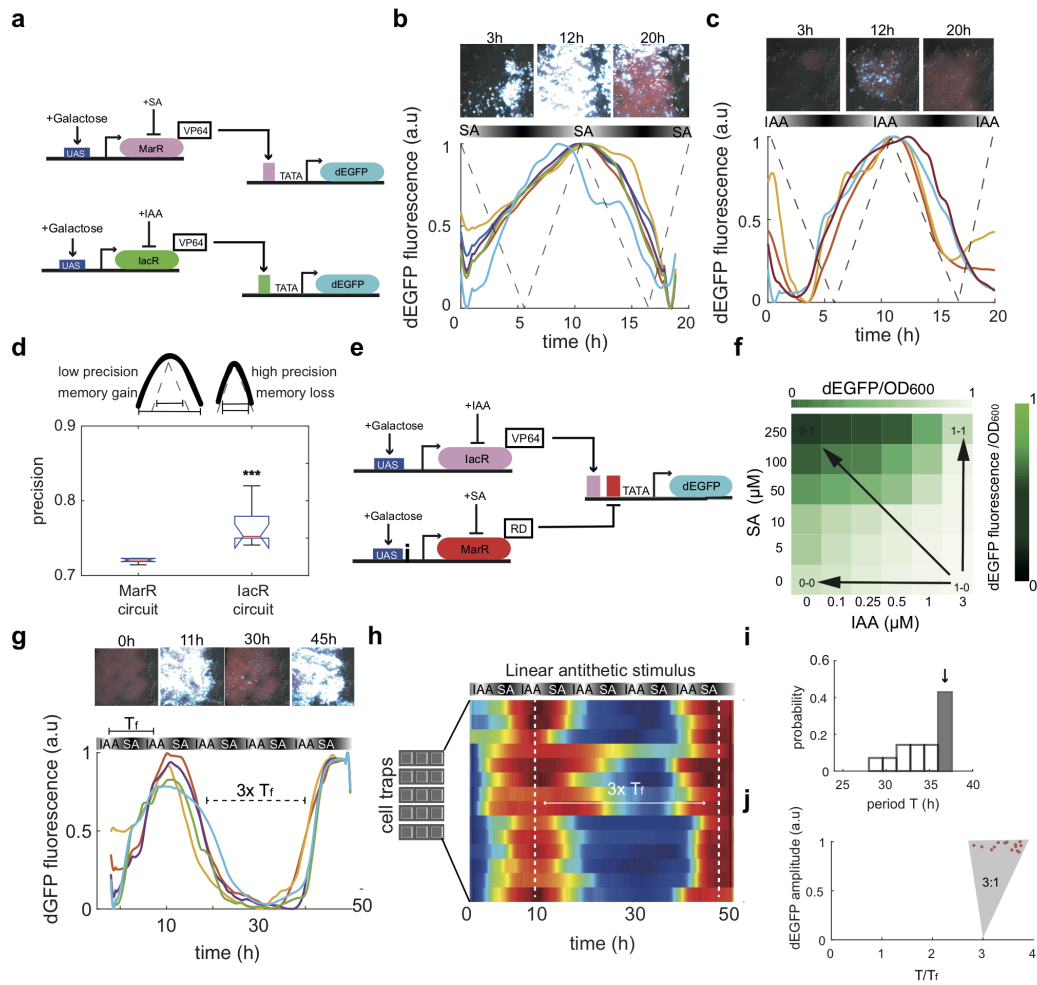 a
+SA
+Galactose
VP64
UAS
MarR
TATA
dEGFP
+IAA
+Galactose
VP64
UAS
IacR
TATA
dEGFP
b
3h 12h 20h
SA SA SA
dEGFP fluorescence (a.u)
1
0.5
0
0 5 10 15 20
time (h)
c
3h 12h 20h
IAA IAA IAA
dEGFP fluorescence (a.u)
1
0.5
0
0 5 10 15 20
time (h)
d
low precision
memory gain
high precision
memory loss
precision
0.9
0.8
0.7
***
MarR
circuit
IacR
circuit
e
+IAA
+Galactose
VP64
UAS
IacR
+SA
TATA
dEGFP
+Galactose
RD
UAS
i
MarR
f
dEGFP/OD600
0 1
SA (µM)
250
100
50
10
5
0
0-1
1-1
0-0
1-0
0 0.1 0.25 0.5 1 3
IAA (µM)
dEGFP fluorescence /OD600
1
0
g
0h 11h 30h 45h
Tf
IAA SA IAA SA IAA SA IAA SA IAA SA
dGFP fluorescence (a.u)
1
0.5
0
3x Tf
10 30 50
time (h)
h
Linear antithetic stimulus
IAA SA IAA SA IAA SA IAA SA IAA SA
cell traps
3x Tf
0 10 30 50
time (h)
i
probability
0.6
0.4
0.2
0
24 30 35 40
period T (h)
j
dEGFP amplitude (a.u)
1
0.5
0
3:1
0 1 2 3 4
T/Tf